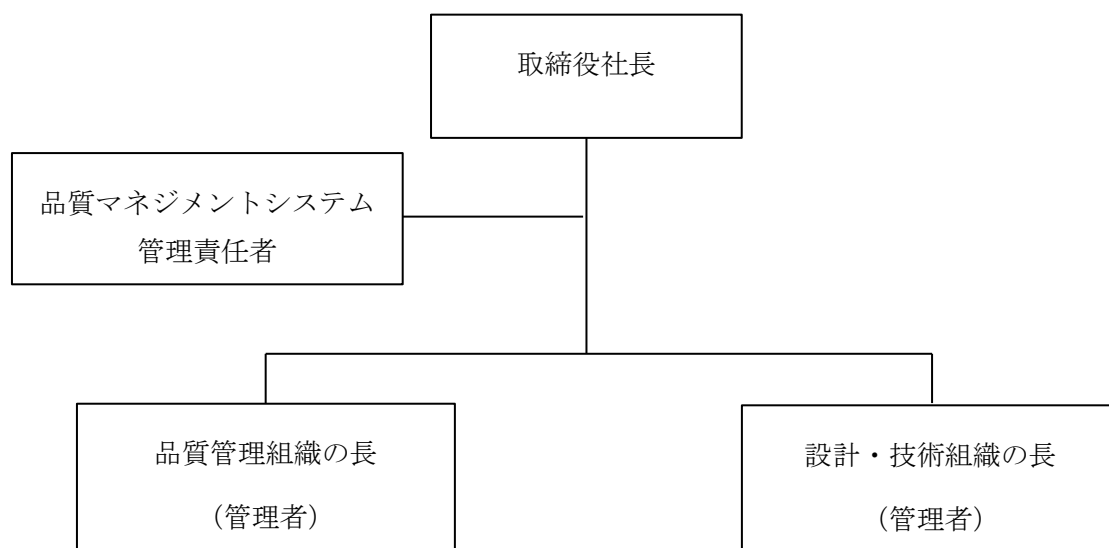 取締役社長
品質マネジメントシステム
管理責任者
品質管理組織の長
（管理者）
設計・技術組織の長
（管理者）